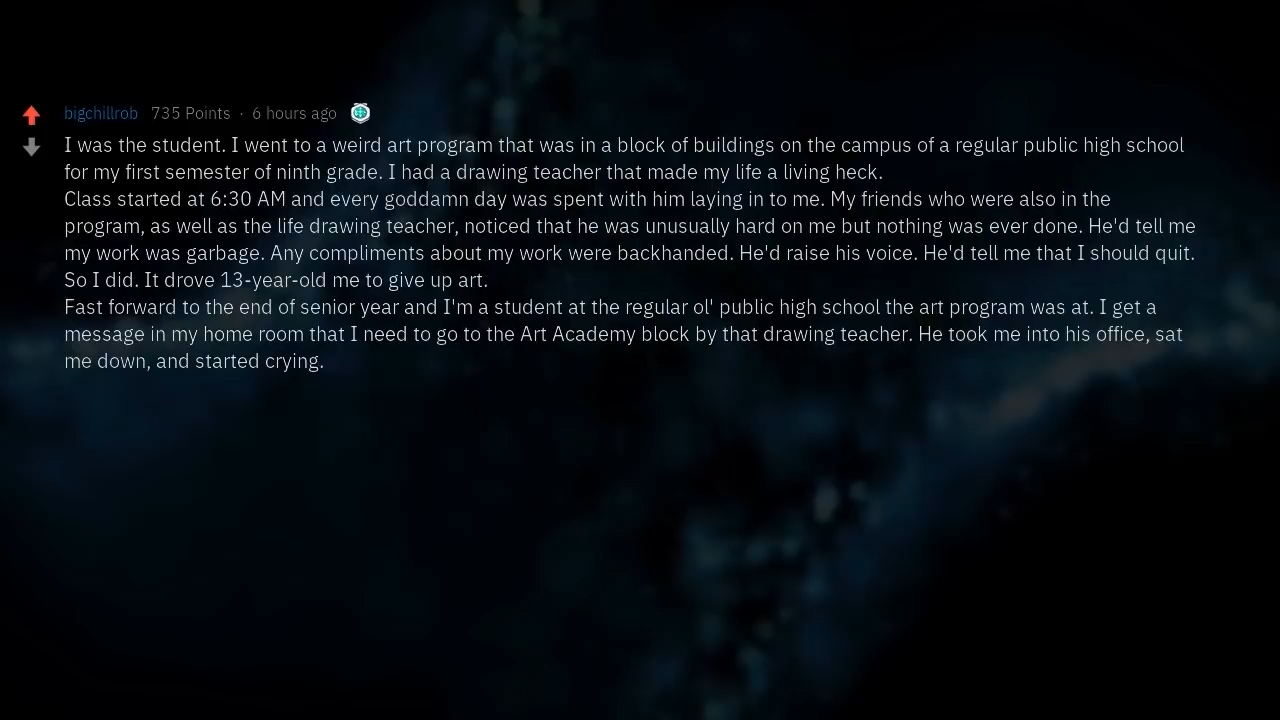 bigchillrob 735 Points · 6 hours ago
I was the student. I went to a weird art program that was in a block of buildings on the campus of a regular public high school
for my first semester of ninth grade. I had a drawing teacher that made my life a living heck.
Class started at 6:30 AM and every goddamn day was spent with him laying in to me. My friends who were also in the
program, as well as the life drawing teacher, noticed that he was unusually hard on me but nothing was ever done. He'd tell me
my work was garbage. Any compliments about my work were backhanded. He'd raise his voice. He'd tell me that I should quit.
So I did. It drove 13-year-old me to give up art.
Fast forward to the end of senior year and I'm a student at the regular ol' public high school the art program was at. I get a
message in my home room that I need to go to the Art Academy block by that drawing teacher. He took me into his office, sat
me down, and started crying.